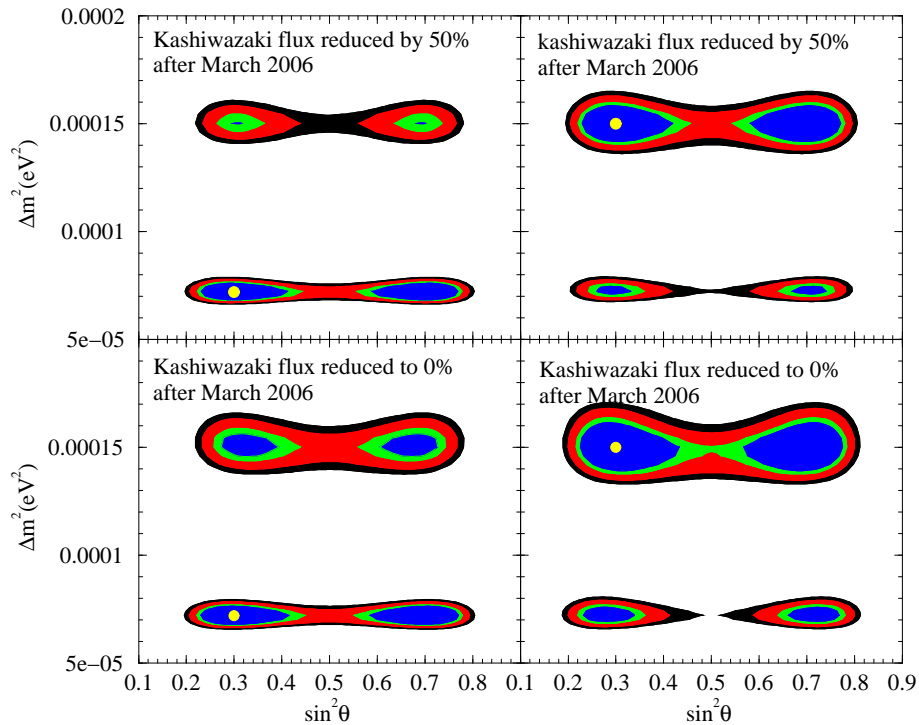 0.0002
Kashiwazaki flux reduced by 50%
after March 2006
kashiwazaki flux reduced by 50%
after March 2006
0.00015
Δm²(eV²)
0.0001
5e−05
Kashiwazaki flux reduced to 0%
after March 2006
Kashiwazaki flux reduced to 0%
after March 2006
0.00015
Δm²(eV²)
0.0001
5e−05
0.1 0.2 0.3 0.4 0.5 0.6 0.7 0.8 0.1 0.2 0.3 0.4 0.5 0.6 0.7 0.8 0.9
sin²θ sin²θ